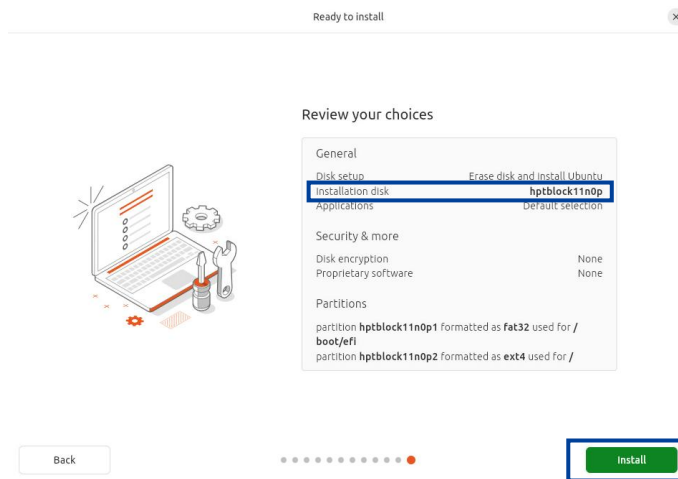 Ready to install
Review your choices
General
Disk setup Erase disk and install Ubuntu
Installation disk hptblock11n0p
Applications Default selection
Security & more
Disk encryption None
Proprietary software None
Partitions
partition hptblock11n0p1 formatted as fat32 used for /
boot/efi
partition hptblock11n0p2 formatted as ext4 used for /
Back
Install